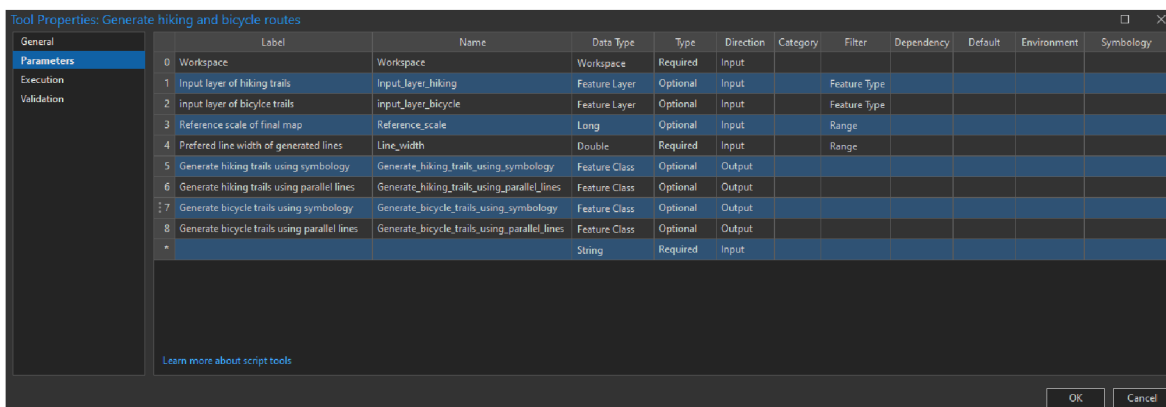 Tool Properties: Generate hiking and bicycle routes
General
Parameters
Execution
Validation
Label Name Data Type Type Direction Category Filter Dependency Default Environment Symbology
0 Workspace Workspace Workspace Required Input
1 Input layer of hiking trails Input_layer_hiking Feature Layer Optional Input Feature Type
2 input layer of bicylce trails input_layer_bicycle Feature Layer Optional Input Feature Type
3 Reference scale of final map Reference_scale Long Optional Input Range
4 Prefered line width of generated lines Line_width Double Required Input Range
5 Generate hiking trails using symbology Generate_hiking_trails_using_symbology Feature Class Optional Output
6 Generate hiking trails using parallel lines Generate_hiking_trails_using_parallel_lines Feature Class Optional Output
7 Generate bicycle trails using symbology Generate_bicycle_trails_using_symbology Feature Class Optional Output
8 Generate bicycle trails using parallel lines Generate_bicycle_trails_using_parallel_lines Feature Class Optional Output
* String Required Input
Learn more about script tools
OK Cancel